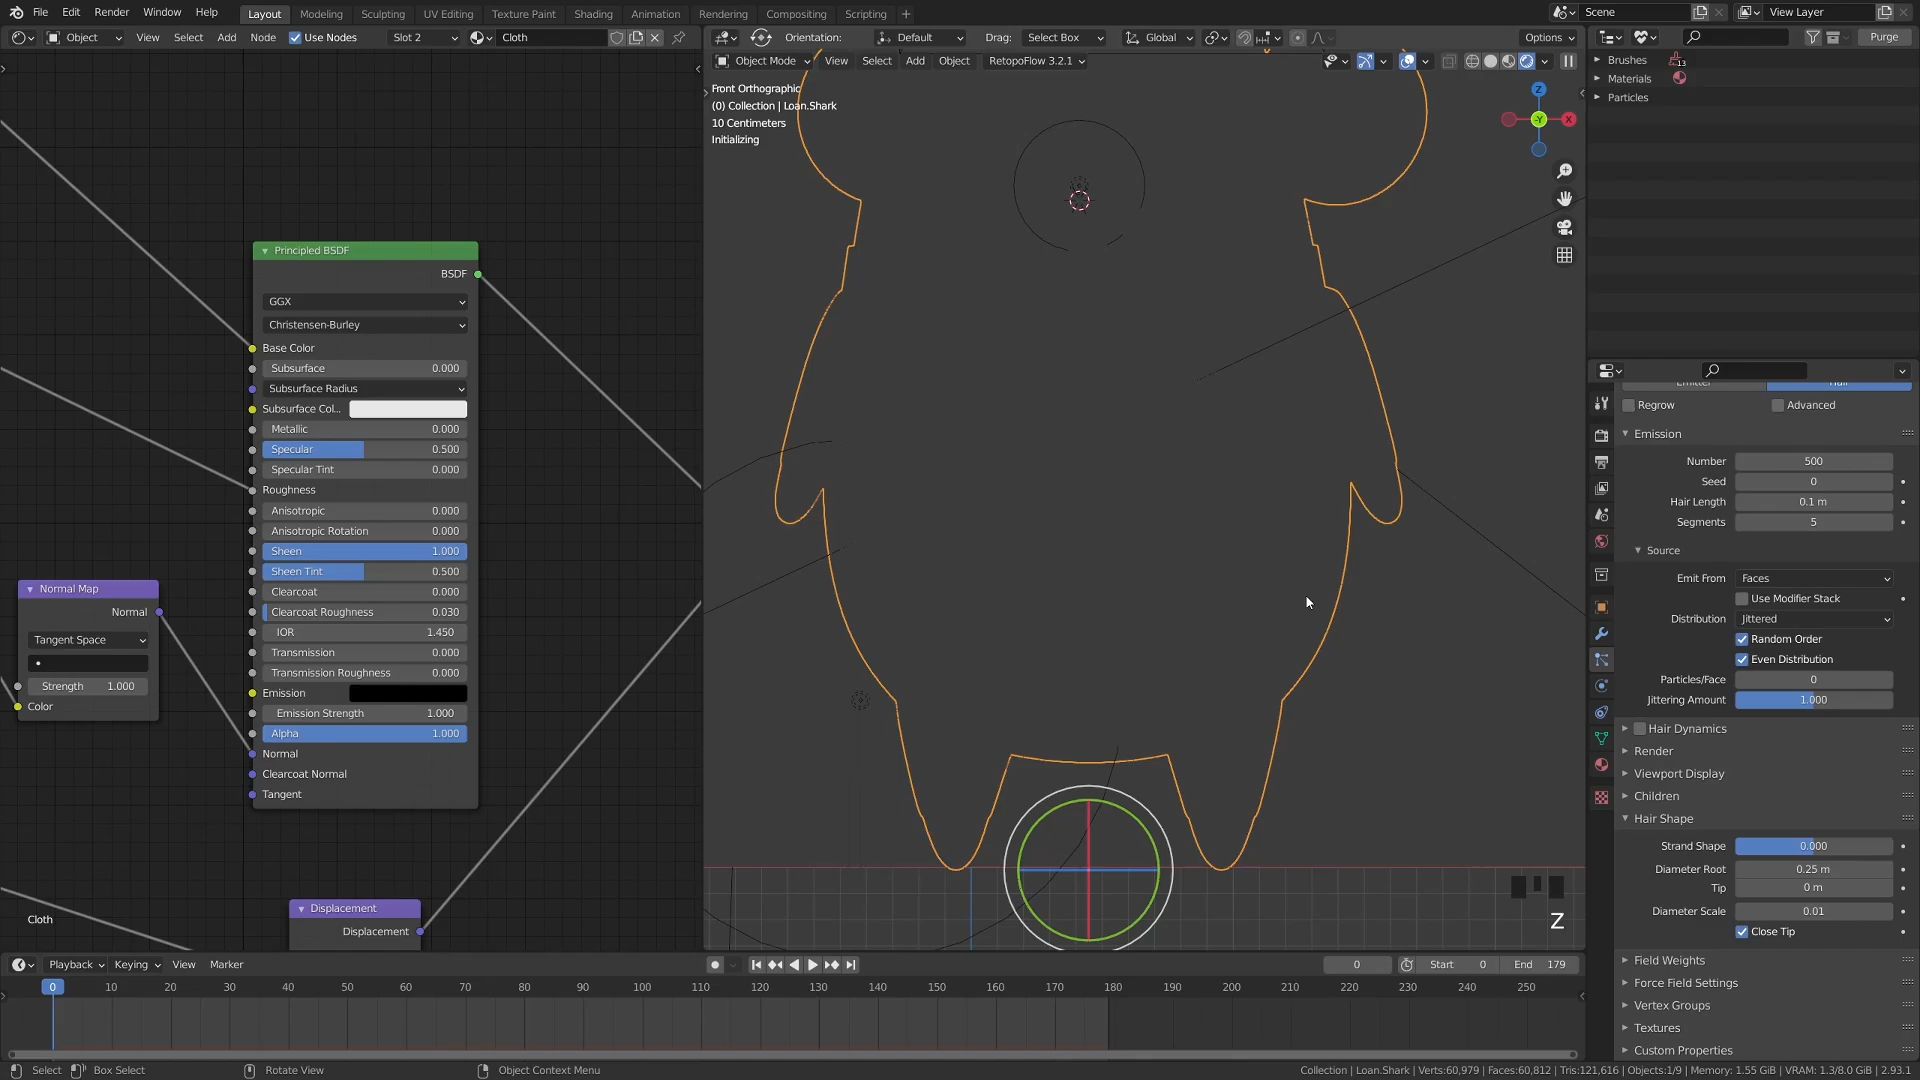 File Edit Render Window Help Layout Modeling Sculpting UV Editing Texture Paint Shading Animation Rendering Compositing Scripting + Scene View Layer
Object View Select Add Node Use Nodes Slot 2 Cloth Orientation: Default Drag: Select Box Global Options Purge
Object Mode View Select Add Object RetopoFlow 3.2.1
Front Orthographic
(0) Collection | Loan.Shark
10 Centimeters
Initializing
Z
X
-Y
Brushes 13
Materials
Particles
Principled BSDF
BSDF
GGX
Christensen-Burley
Base Color
Subsurface 0.000
Subsurface Radius
Subsurface Col...
Metallic 0.000
Specular 0.500
Specular Tint 0.000
Roughness
Anisotropic 0.000
Anisotropic Rotation 0.000
Sheen 1.000
Sheen Tint 0.500
Clearcoat 0.000
Clearcoat Roughness 0.030
IOR 1.450
Transmission 0.000
Transmission Roughness 0.000
Emission
Emission Strength 1.000
Alpha 1.000
Normal
Clearcoat Normal
Tangent
Normal Map
Normal
Tangent Space
Strength 1.000
Color
Displacement
Displacement
Cloth
Z
Emitter Hair
Regrow Advanced
Emission
Number 500
Seed 0
Hair Length 0.1 m
Segments 5
Source
Emit From Faces
Use Modifier Stack
Distribution Jittered
Random Order
Even Distribution
Particles/Face 0
Jittering Amount 1.000
Hair Dynamics
Render
Viewport Display
Children
Hair Shape
Strand Shape 0.000
Diameter Root 0.25 m
Tip 0 m
Diameter Scale 0.01
Close Tip
Field Weights
Force Field Settings
Vertex Groups
Textures
Custom Properties
Playback Keying View Marker 0 Start 0 End 179
0 10 20 30 40 50 60 70 80 90 100 110 120 130 140 150 160 170 180 190 200 210 220 230 240 250
Select Box Select Rotate View Object Context Menu Collection | Loan.Shark | Verts:60,979 | Faces:60,812 | Tris:121,616 | Objects:1/9 | Memory: 1.55 GiB | VRAM: 1.3/8.0 GiB | 2.93.1